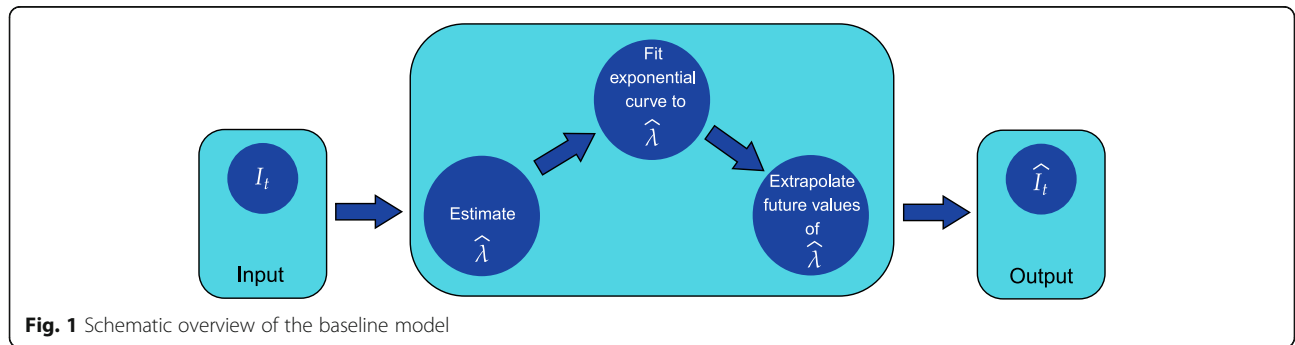 I_t
Input
Estimate
λ̂
Fit
exponential
curve to
λ̂
Extrapolate
future values
of
λ̂
Î_t
Output
Fig. 1 Schematic overview of the baseline model